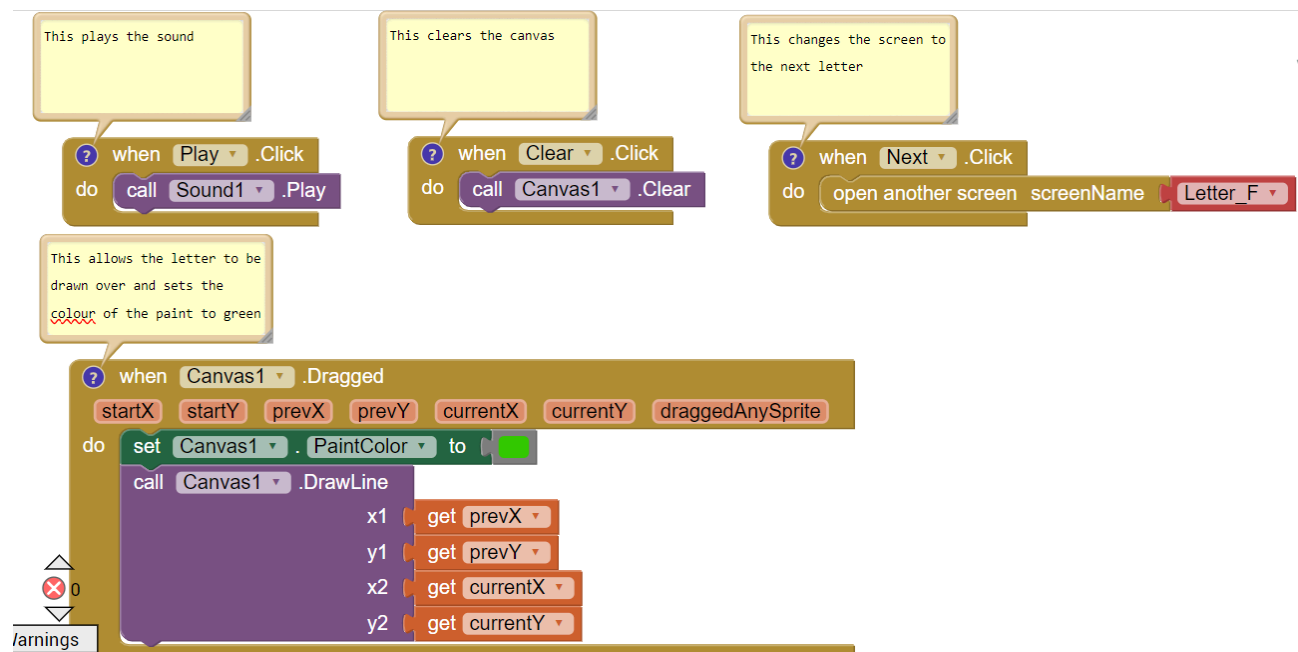 This plays the sound
This clears the canvas
This changes the screen to
the next letter
? when Play .Click
do call Sound1 .Play
? when Clear .Click
do call Canvas1 .Clear
? when Next .Click
do open another screen screenName Letter_F
This allows the letter to be
drawn over and sets the
colour of the paint to green
? when Canvas1 .Dragged
startX startY prevX prevY currentX currentY draggedAnySprite
do set Canvas1 . PaintColor to
call Canvas1 .DrawLine
x1 get prevX
y1 get prevY
x2 get currentX
y2 get currentY
0